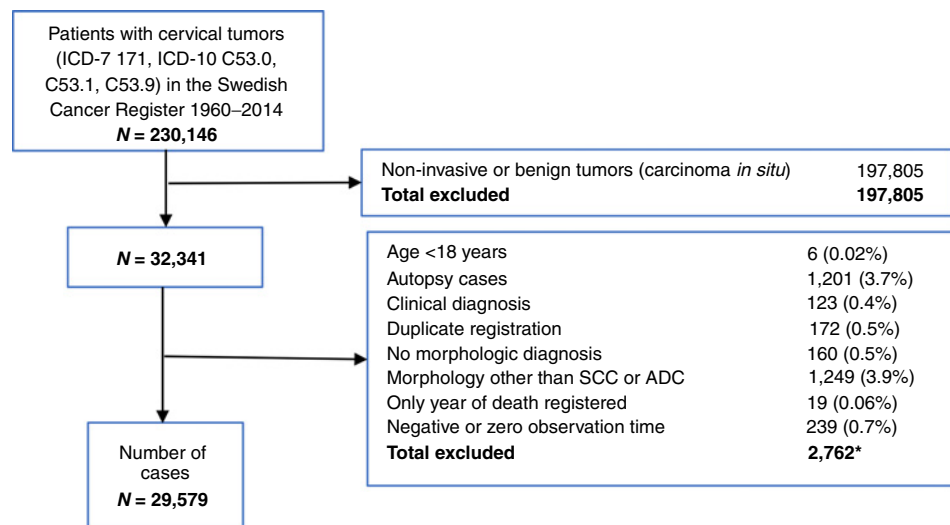 Patients with cervical tumors
(ICD-7 171, ICD-10 C53.0,
C53.1, C53.9) in the Swedish
Cancer Register 1960–2014
N = 230,146
Non-invasive or benign tumors (carcinoma in situ) 197,805
Total excluded 197,805
N = 32,341
Age <18 years 6 (0.02%)
Autopsy cases 1,201 (3.7%)
Clinical diagnosis 123 (0.4%)
Duplicate registration 172 (0.5%)
No morphologic diagnosis 160 (0.5%)
Morphology other than SCC or ADC 1,249 (3.9%)
Only year of death registered 19 (0.06%)
Negative or zero observation time 239 (0.7%)
Total excluded 2,762*
Number of
cases
N = 29,579